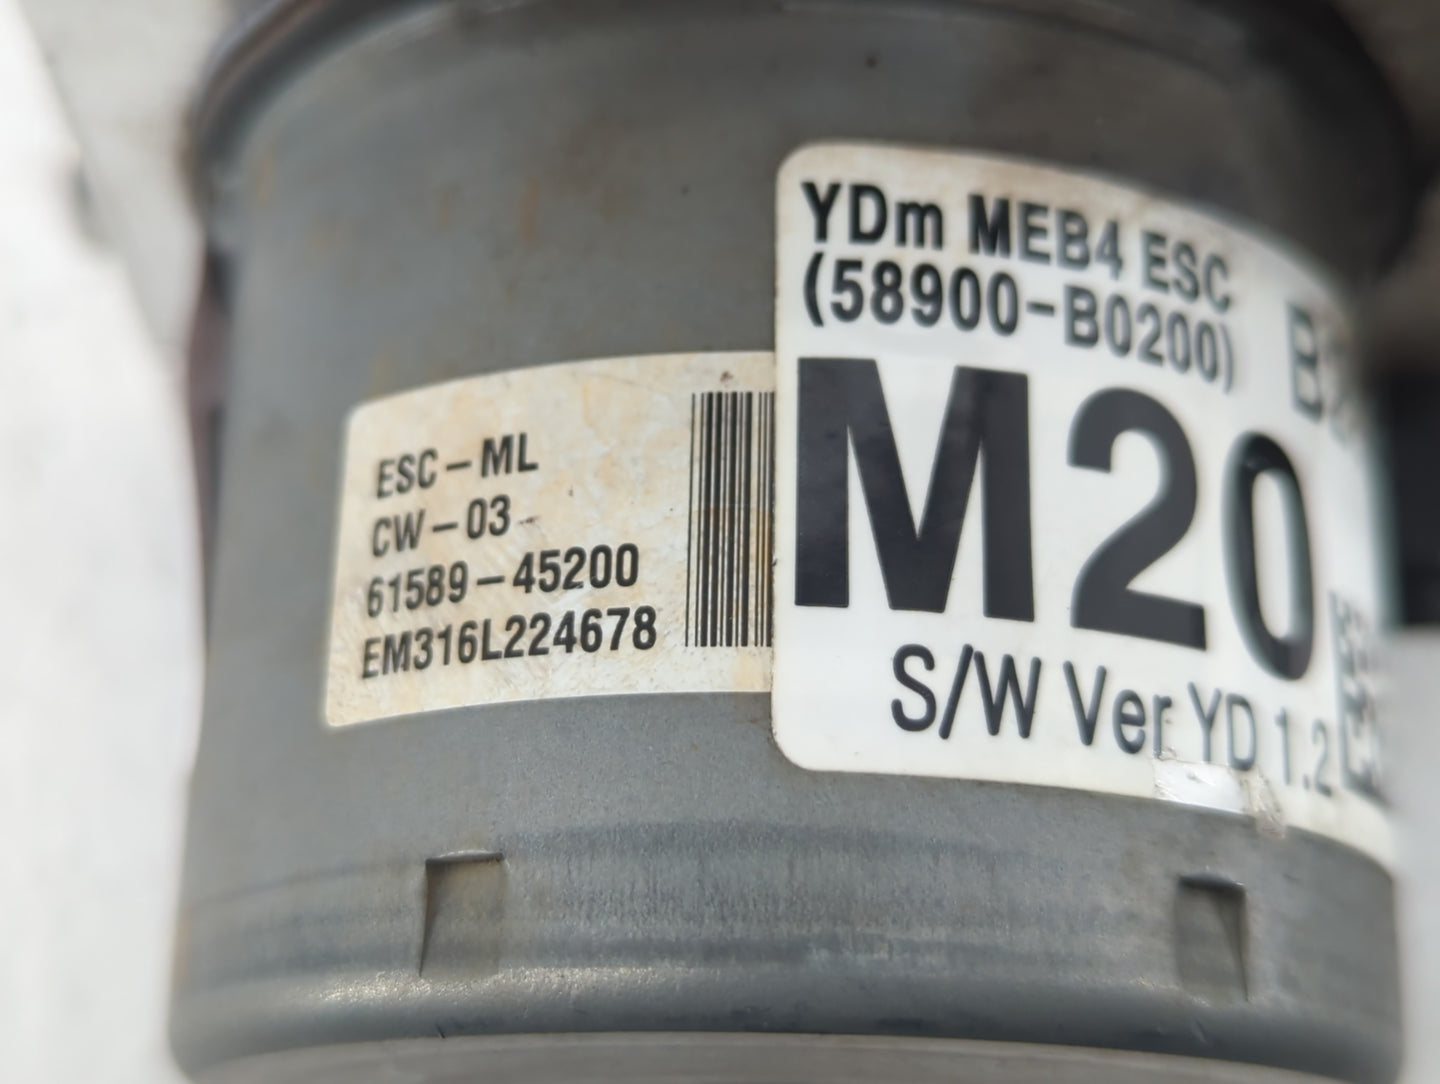 ESC-ML
CW-03
61589-45200
EM316L224678
YDm MEB4 ESC
(58900-B0200)
M20
S/W Ver YD 1.2